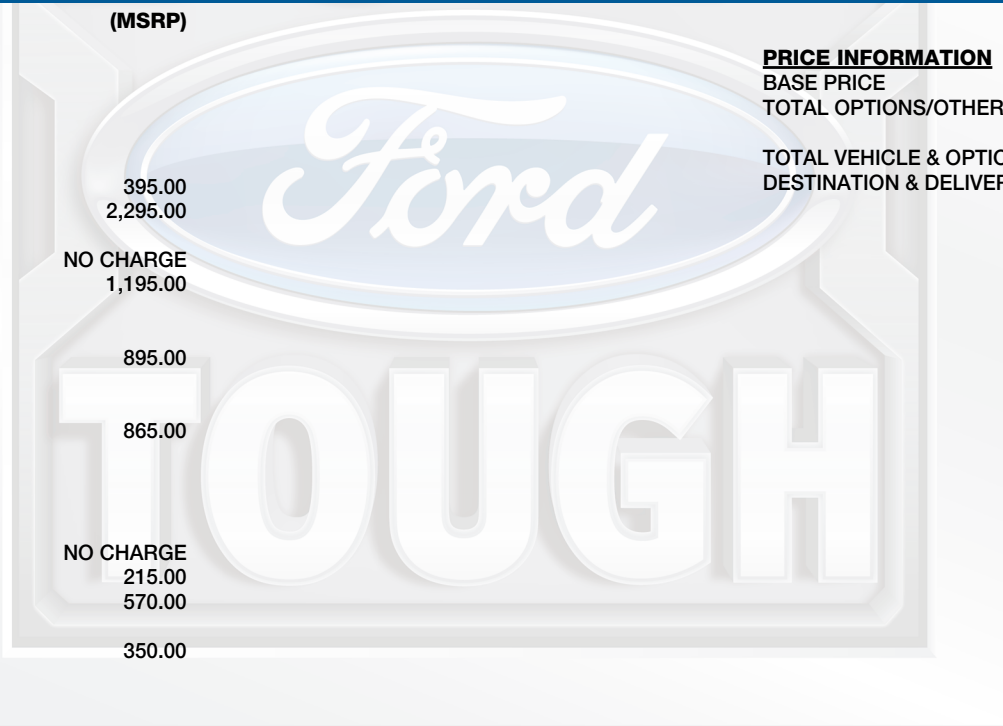 (MSRP)
395.00
2,295.00
NO CHARGE
1,195.00
895.00
865.00
NO CHARGE
215.00
570.00
350.00
PRICE INFORMATION
BASE PRICE
TOTAL OPTIONS/OTHER
TOTAL VEHICLE & OPTIO
DESTINATION & DELIVER
Ford
TOUGH